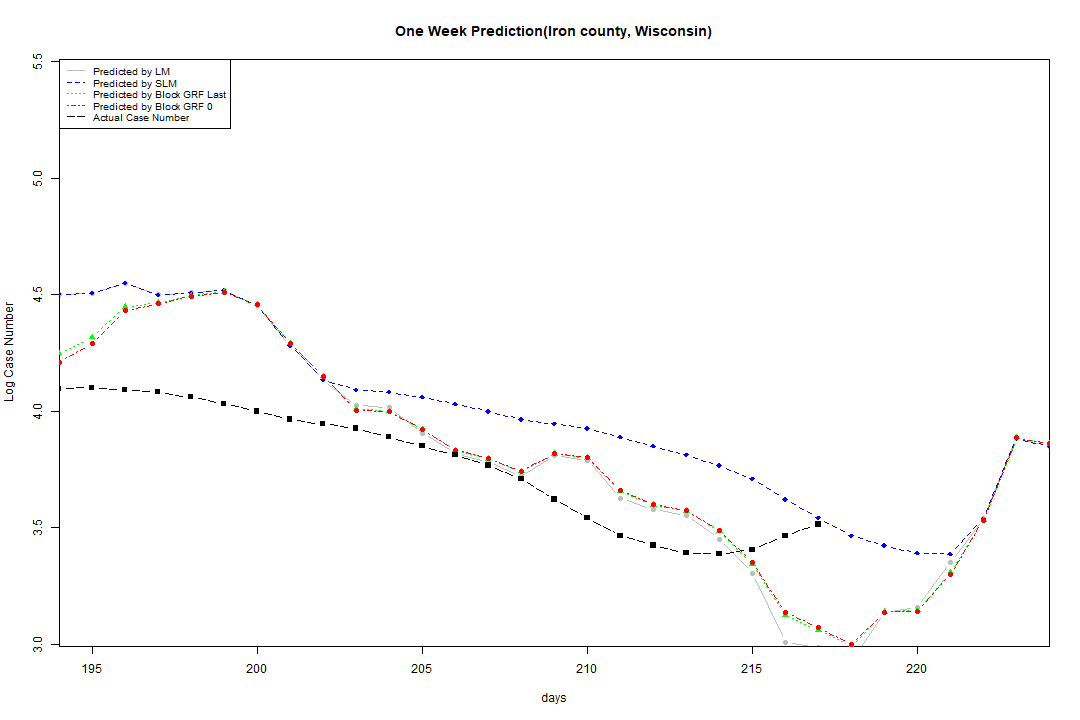 One Week Prediction(Iron county, Wisconsin)
Predicted by LM
Predicted by SLM
Predicted by Block GRF Last
Predicted by Block GRF 0
Actual Case Number
5.5
5.0
4.5
4.0
3.5
3.0
Log Case Number
195 200 205 210 215 220
days